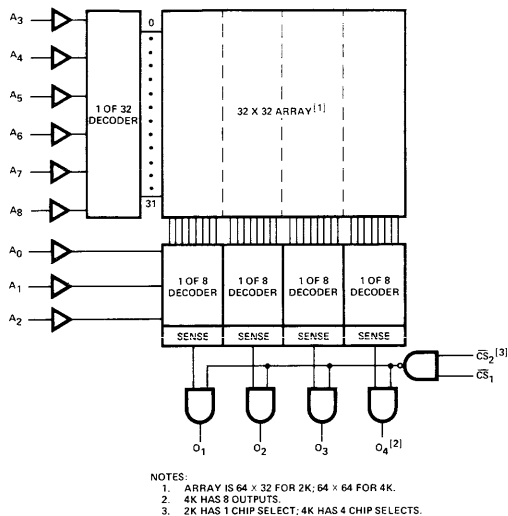 A3
0
A4
A5
1 OF 32
DECODER
32 X 32 ARRAY[1]
A6
A7
A8
31
A0
A1
1 OF 8
DECODER
1 OF 8
DECODER
1 OF 8
DECODER
1 OF 8
DECODER
A2
SENSE
SENSE
SENSE
SENSE
CS2[3]
CS1
O1
O2
O3
O4[2]
NOTES:
1. ARRAY IS 64 X 32 FOR 2K; 64 X 64 FOR 4K.
2. 4K HAS 8 OUTPUTS.
3. 2K HAS 1 CHIP SELECT; 4K HAS 4 CHIP SELECTS.